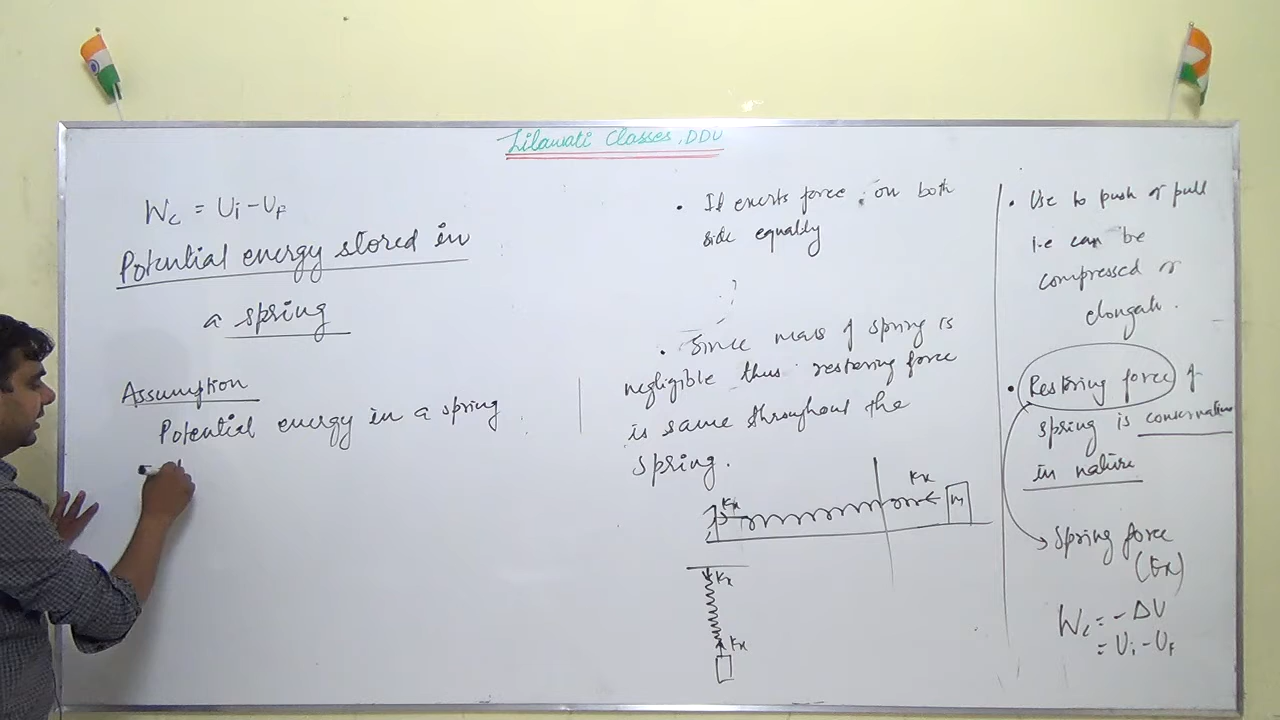 Lilawati Classes, DDU
Wc = Ui - UF
Potential energy stored in
a spring
Assumption
Potential energy in a spring
• It exerts force on both
side equally
• Since mass of spring is
negligible thus restoring force
is same throughout the
spring.
Kx
Kx
m
Kx
Kx
• Use to push or pull
i.e can be
compressed or
elongate.
• Restoring force of
spring is conservative
in nature
Spring force
(Kx)
Wc = - ΔU
= Ui - UF